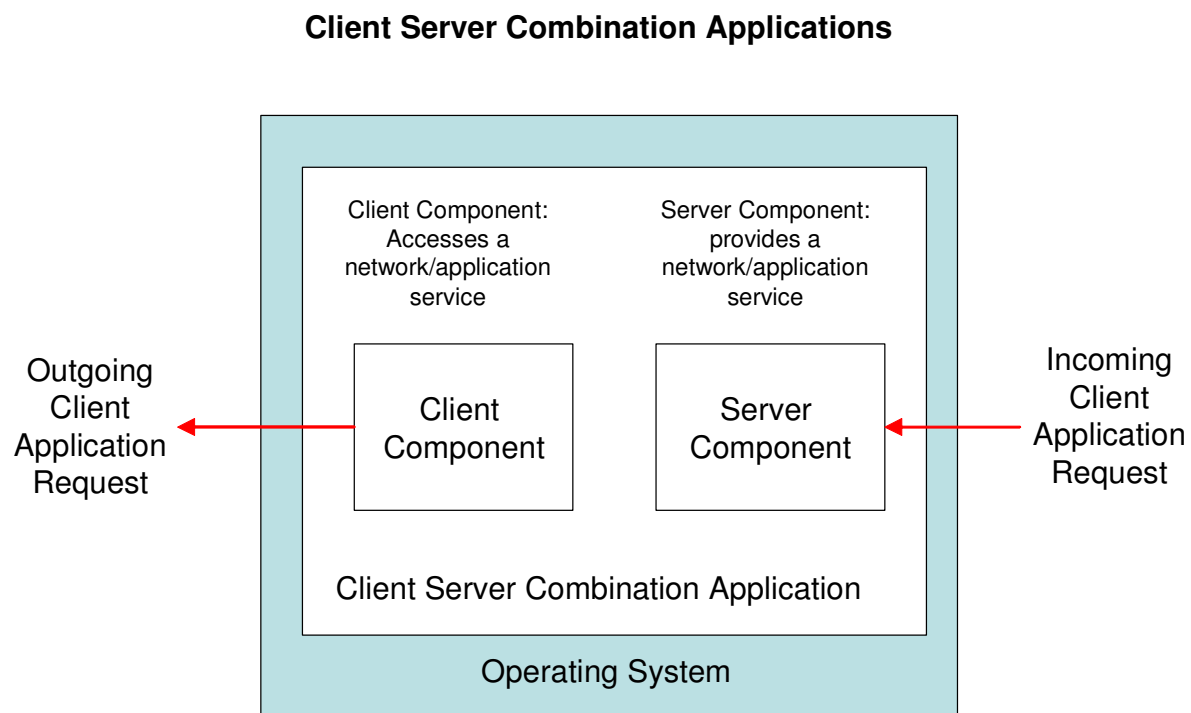 Client Server Combination Applications
Client Component:
Accesses a
network/application
service
Server Component:
provides a
network/application
service
Outgoing
Client
Application
Request
Client
Component
Server
Component
Incoming
Client
Application
Request
Client Server Combination Application
Operating System